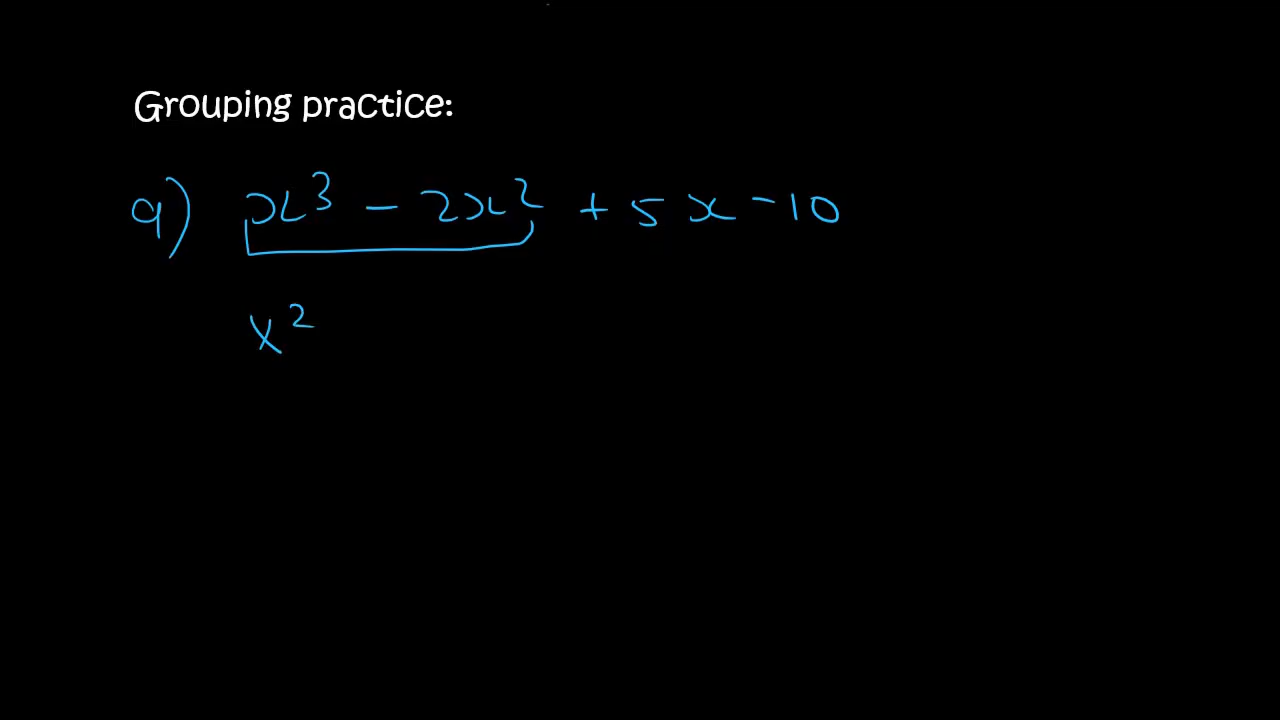 Grouping practice:
a) x³ - 2x² + 5x - 10
x²